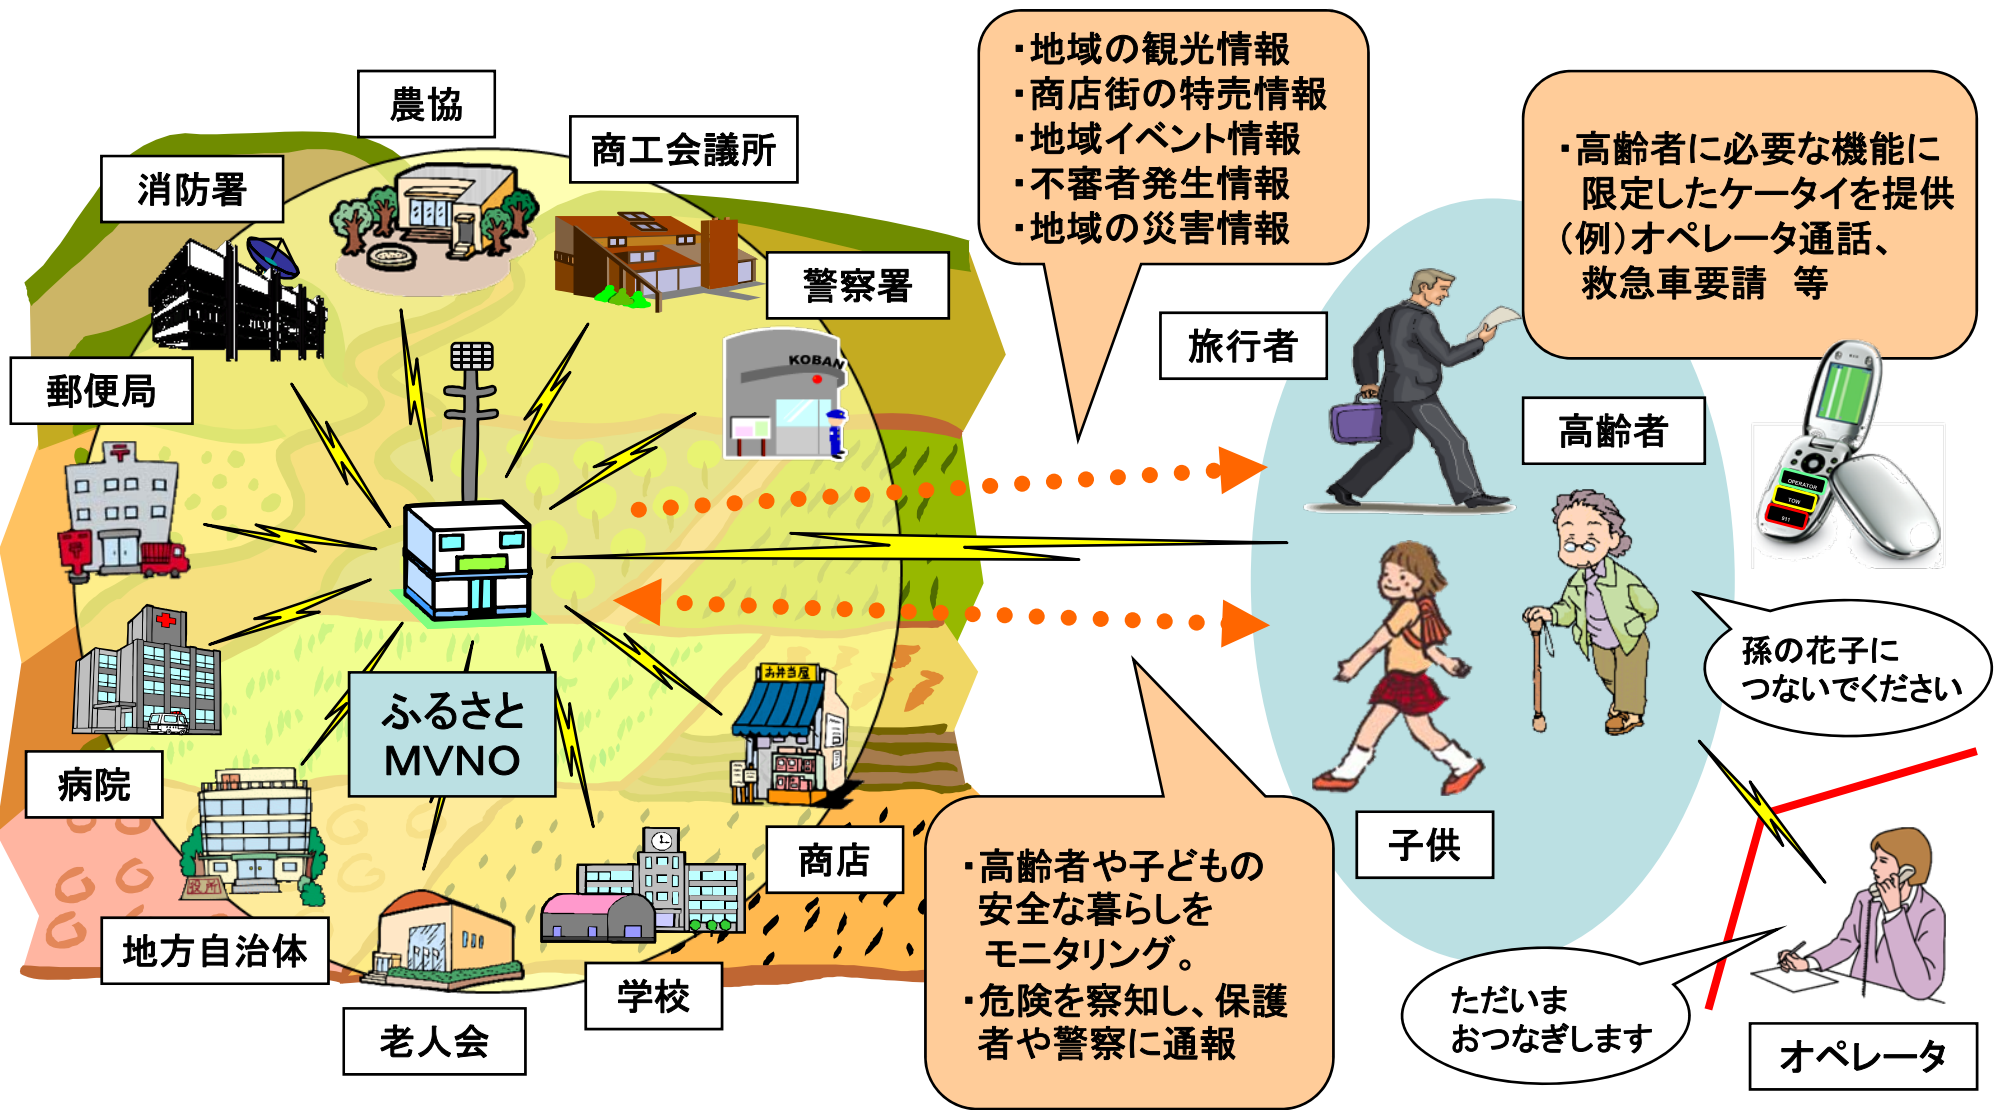 農協
商工会議所
消防署
警察署
KOBAN
郵便局
病院
地方自治体
役所
老人会
学校
商店
お弁当屋
ふるさと
MVNO
・地域の観光情報
・商店街の特売情報
・地域イベント情報
・不審者発生情報
・地域の災害情報
旅行者
・高齢者に必要な機能に
限定したケータイを提供
(例)オペレータ通話、
救急車要請 等
高齢者
OPERATOR
TOW
911
孫の花子に
つないでください
子供
・高齢者や子どもの
安全な暮らしを
モニタリング。
・危険を察知し、保護
者や警察に通報
ただいま
おつなぎします
オペレータ